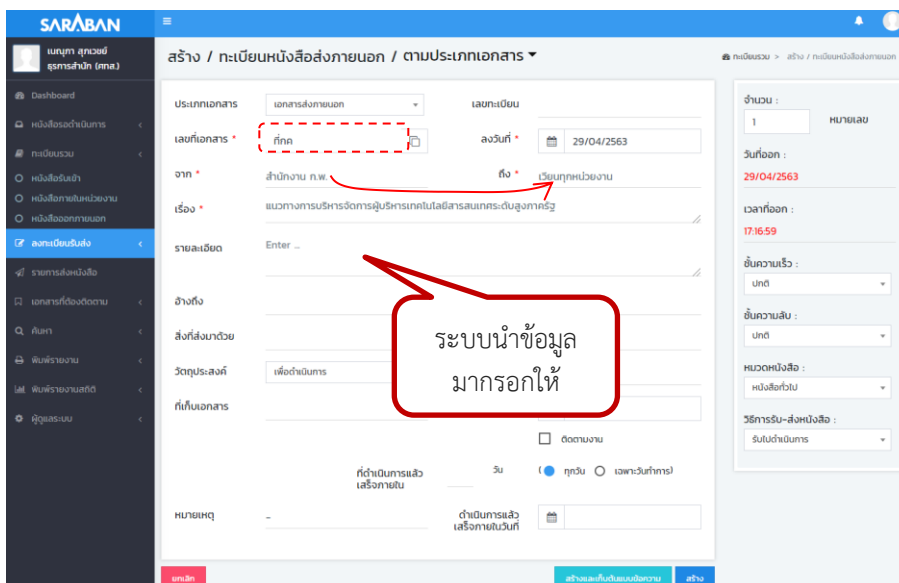 SARABAN
เมญุกา สุภเวชย์
ธุรการสำนัก (ศทส.)
สร้าง / ทะเบียนหนังสือส่งภายนอก / ตามประเภทเอกสาร
ทะเบียนรวม > สร้าง / ทะเบียนหนังสือส่งภายนอก
Dashboard
หนังสือรอดำเนินการ
ทะเบียนรวม
หนังสือรับเข้า
หนังสือภายในหน่วยงาน
หนังสือออกภายนอก
ลงทะเบียนรับส่ง
รายการส่งหนังสือ
เอกสารที่ต้องติดตาม
ค้นหา
พิมพ์รายงาน
พิมพ์รายงานสถิติ
ผู้ดูแลระบบ
ประเภทเอกสาร เอกสารส่งภายนอก เลขทะเบียน
เลขที่เอกสาร * ที่กค ลงวันที่ * 29/04/2563
จาก * สำนักงาน ก.พ. ถึง * เวียนทุกหน่วยงาน
เรื่อง * แนวทางการบริหารจัดการผู้บริหารเทคโนโลยีสารสนเทศระดับสูงภาครัฐ
รายละเอียด Enter ...
อ้างถึง
สิ่งที่ส่งมาด้วย
วัตถุประสงค์ เพื่อดำเนินการ
ที่เก็บเอกสาร
ระบบนำข้อมูล
มากรอกให้
ติดตามงาน
ที่ดำเนินการแล้ว
เสร็จภายใน วัน ( ทุกวัน เฉพาะวันทำการ)
หมายเหตุ - ดำเนินการแล้ว
เสร็จภายในวันที่
ยกเลิก สร้างและเก็บต้นแบบข้อความ สร้าง
จำนวน :
1 หมายเลข
วันที่ออก :
29/04/2563
เวลาที่ออก :
17:16:59
ชั้นความเร็ว :
ปกติ
ชั้นความลับ :
ปกติ
หมวดหนังสือ :
หนังสือทั่วไป
วิธีการรับ-ส่งหนังสือ :
รับไปดำเนินการ